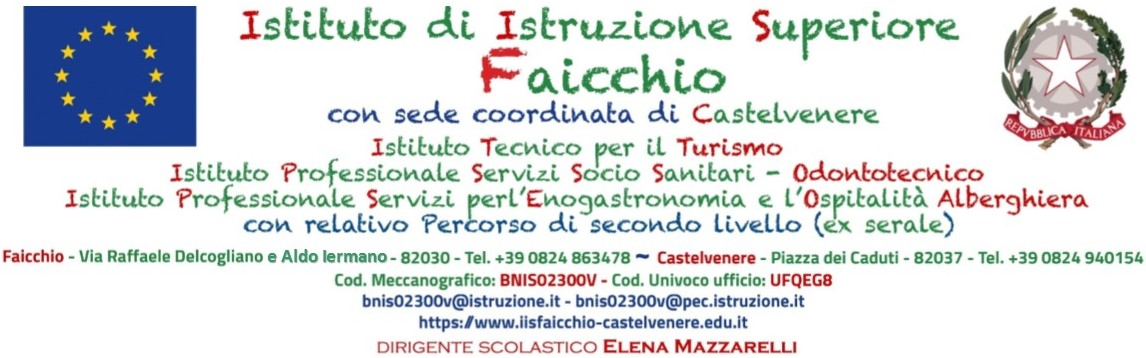 Istituto di Istruzione Superiore
Faicchio
con sede coordinata di Castelvenere
Istituto Tecnico per il Turismo
Istituto Professionale Servizi Socio Sanitari - Odontotecnico
Istituto Professionale Servizi perl'Enogastronomia e l'Ospitalità Alberghiera
con relativo Percorso di secondo livello (ex serale)
Faicchio - Via Raffaele Delcogliano e Aldo Iermano - 82030 - Tel. +39 0824 863478 ~ Castelvenere - Piazza dei Caduti - 82037 - Tel. +39 0824 940154
Cod. Meccanografico: BNIS02300V - Cod. Univoco ufficio: UFQEG8
bnis02300v@istruzione.it - bnis02300v@pec.istruzione.it
https://www.iisfaicchio-castelvenere.edu.it
DIRIGENTE SCOLASTICO ELENA MAZZARELLI
REPVBBLICA ITALIANA